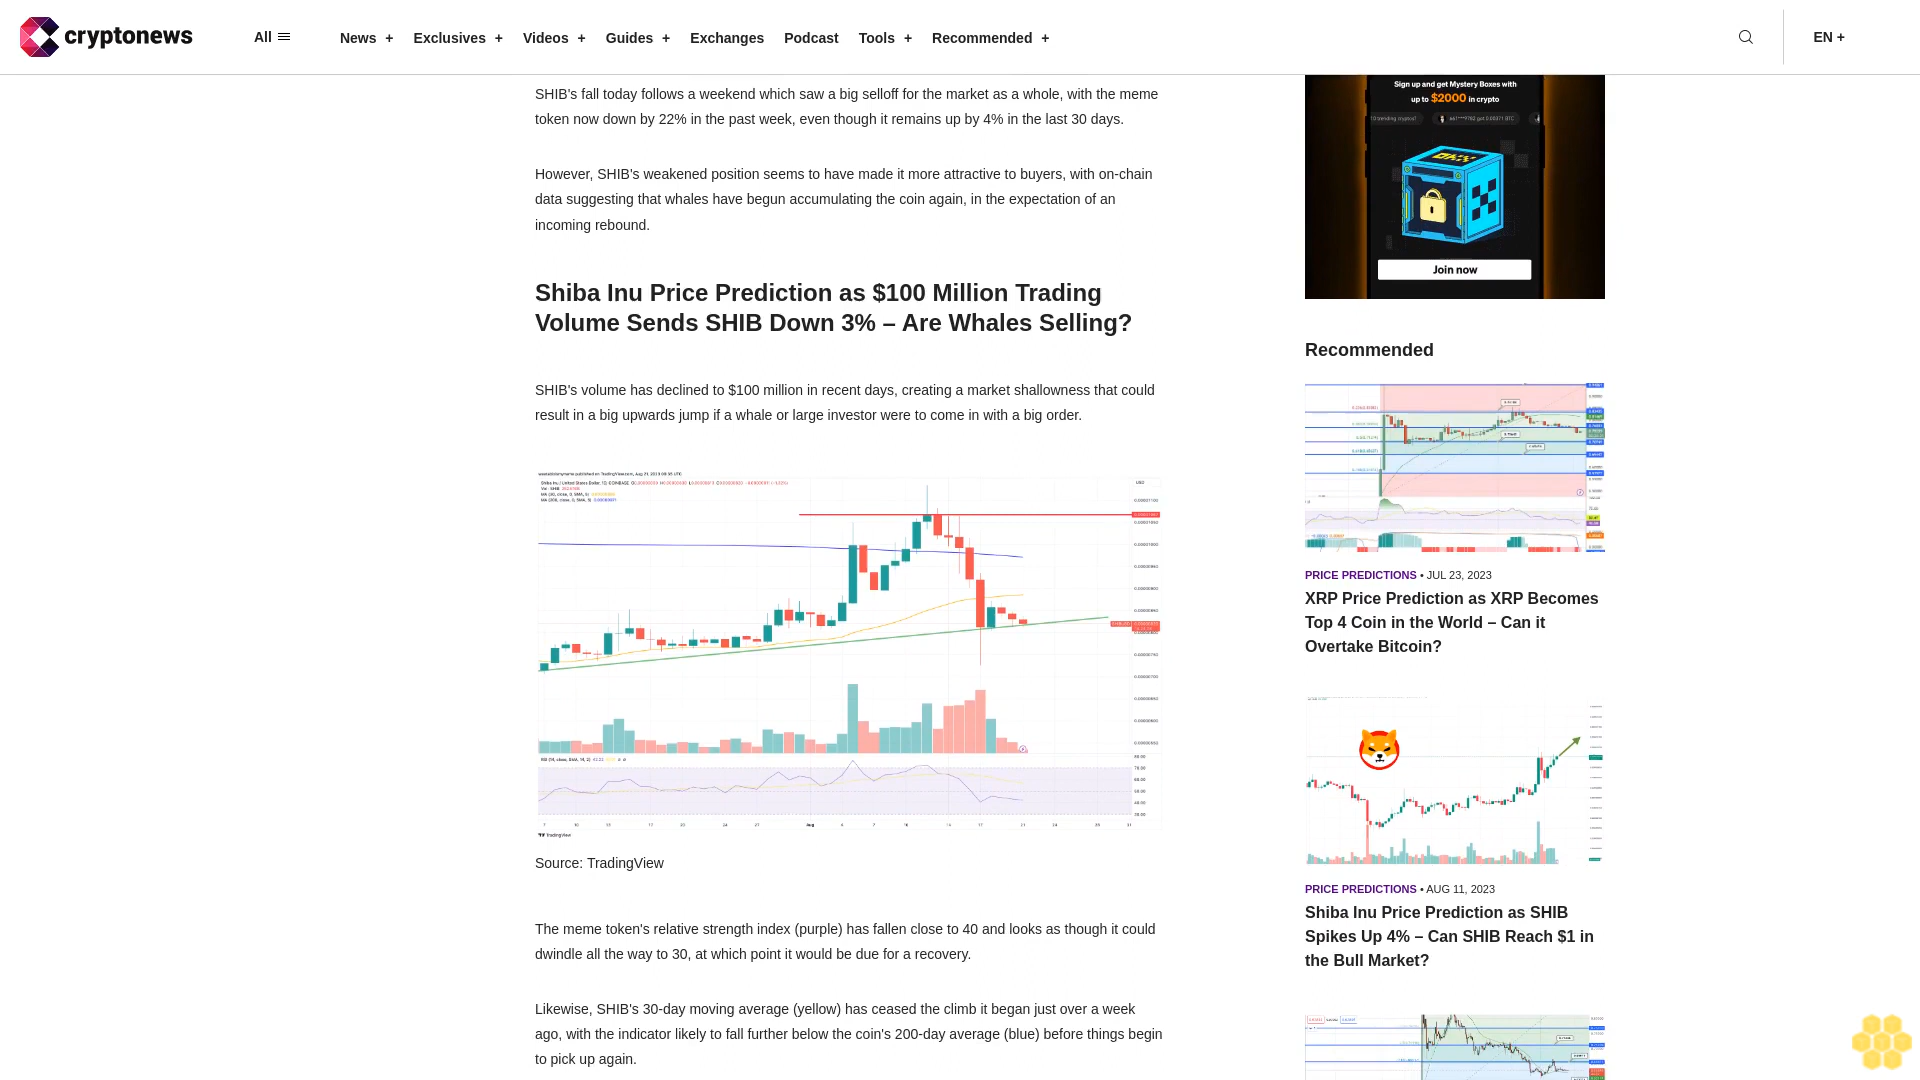 cryptonews
All
News +
Exclusives +
Videos +
Guides +
Exchanges
Podcast
Tools +
Recommended +
EN +
SHIB's fall today follows a weekend which saw a big selloff for the market as a whole, with the meme
token now down by 22% in the past week, even though it remains up by 4% in the last 30 days.
However, SHIB's weakened position seems to have made it more attractive to buyers, with on-chain
data suggesting that whales have begun accumulating the coin again, in the expectation of an
incoming rebound.
Shiba Inu Price Prediction as $100 Million Trading
Volume Sends SHIB Down 3% – Are Whales Selling?
SHIB's volume has declined to $100 million in recent days, creating a market shallowness that could
result in a big upwards jump if a whale or large investor were to come in with a big order.
USD
Aug
TradingView
Source: TradingView
The meme token's relative strength index (purple) has fallen close to 40 and looks as though it could
dwindle all the way to 30, at which point it would be due for a recovery.
Likewise, SHIB's 30-day moving average (yellow) has ceased the climb it began just over a week
ago, with the indicator likely to fall further below the coin's 200-day average (blue) before things begin
to pick up again.
Sign up and get Mystery Boxes with
up to $2000 in crypto
OKX
Join now
Recommended
PRICE PREDICTIONS • JUL 23, 2023
XRP Price Prediction as XRP Becomes
Top 4 Coin in the World – Can it
Overtake Bitcoin?
PRICE PREDICTIONS • AUG 11, 2023
Shiba Inu Price Prediction as SHIB
Spikes Up 4% – Can SHIB Reach $1 in
the Bull Market?